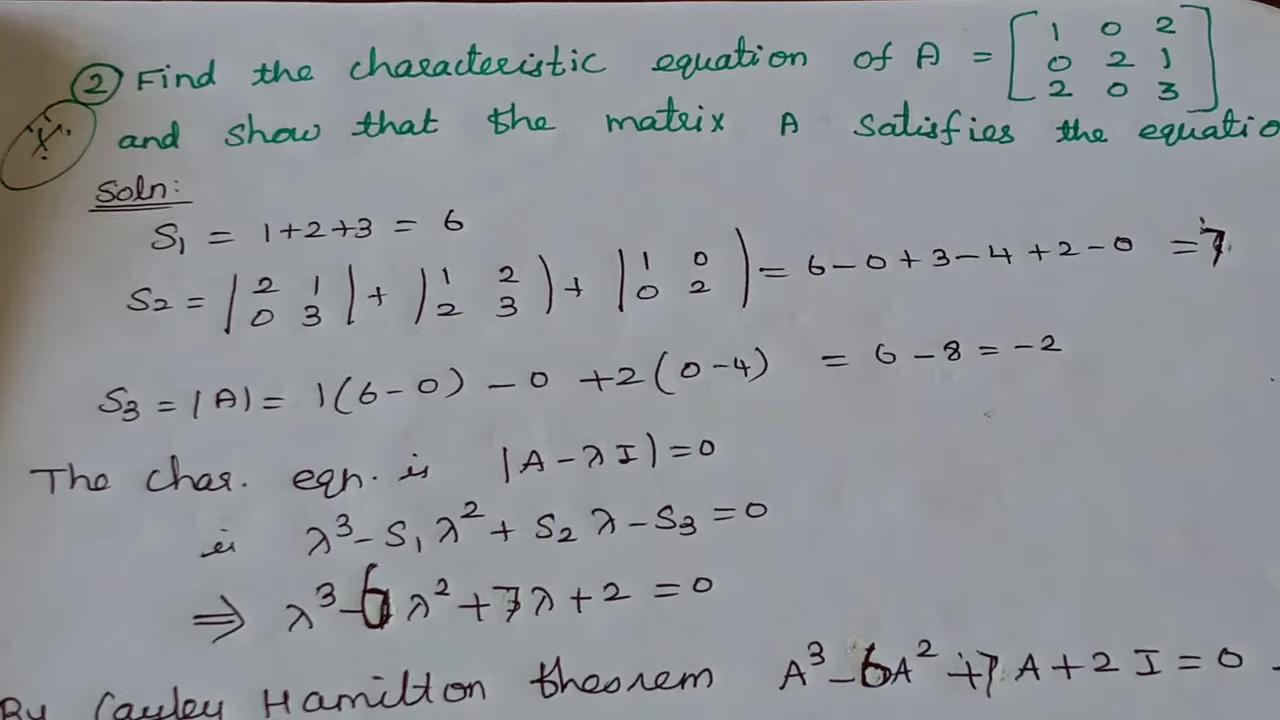 ② Find the characteristic equation of A = [1 0 2; 0 2 1; 2 0 3]
and show that the matrix A satisfies the equatio
Soln:
S₁ = 1+2+3 = 6
S₂ = |2 1; 0 3| + |1 2; 2 3| + |1 0; 0 2| = 6-0+3-4+2-0 = 7
S₃ = |A| = 1(6-0) -0 +2(0-4) = 6-8 = -2
The char. eqn. is |A-λI| = 0
ie λ³-S₁λ²+S₂λ-S₃ = 0
⇒ λ³-6λ²+7λ+2 = 0
By Cayley Hamilton theorem A³-6A²+7A+2I = 0 -